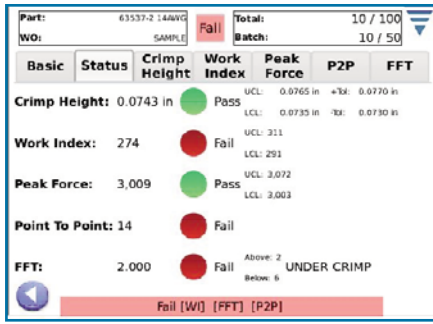 Part: 63537-2 14AWG Fail Total: 10 / 100
WO: SAMPLE Batch: 10 / 50
Basic Status Crimp Height Work Index Peak Force P2P FFT
Crimp Height: 0.0743 in Pass UCL: 0.0765 in +Tol: 0.0770 in
LCL: 0.0735 in -Tol: 0.0730 in
Work Index: 274 Fail UCL: 311
LCL: 291
Peak Force: 3,009 Pass UCL: 3,072
LCL: 3,003
Point To Point: 14 Fail
FFT: 2.000 Fail Above: 2 UNDER CRIMP
Below: 6
Fail [WI] [FFT] [P2P]